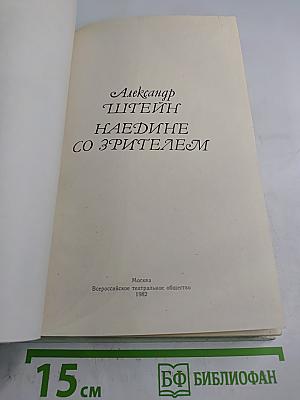 Александр
ШТЕЙН
НАЕДИНЕ
СО ЗРИТЕЛЕМ
Москва
Всероссийское театральное общество
1982
15 см
БФ БИБЛИОФАН